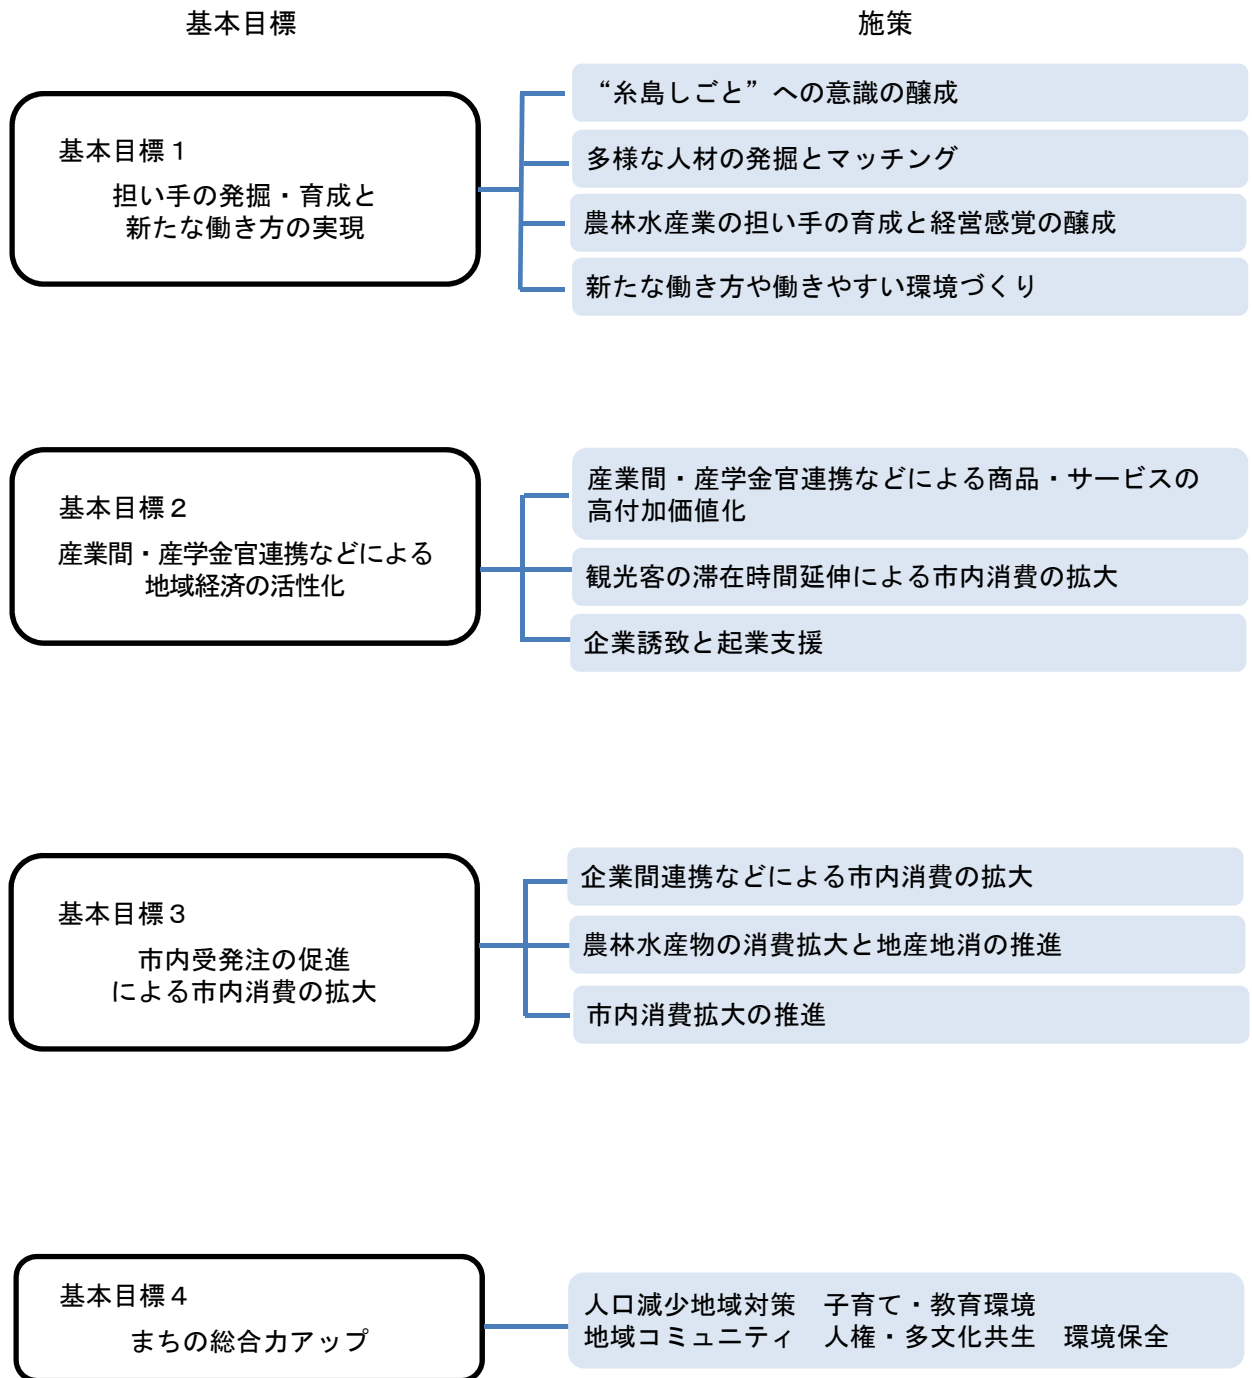 基本目標
施策
基本目標１
担い手の発掘・育成と
新たな働き方の実現
“糸島しごと”への意識の醸成
多様な人材の発掘とマッチング
農林水産業の担い手の育成と経営感覚の醸成
新たな働き方や働きやすい環境づくり
基本目標２
産業間・産学金官連携などによる
地域経済の活性化
産業間・産学金官連携などによる商品・サービスの
高付加価値化
観光客の滞在時間延伸による市内消費の拡大
企業誘致と起業支援
基本目標３
市内受発注の促進
による市内消費の拡大
企業間連携などによる市内消費の拡大
農林水産物の消費拡大と地産地消の推進
市内消費拡大の推進
基本目標４
まちの総合力アップ
人口減少地域対策　子育て・教育環境
地域コミュニティ　人権・多文化共生　環境保全